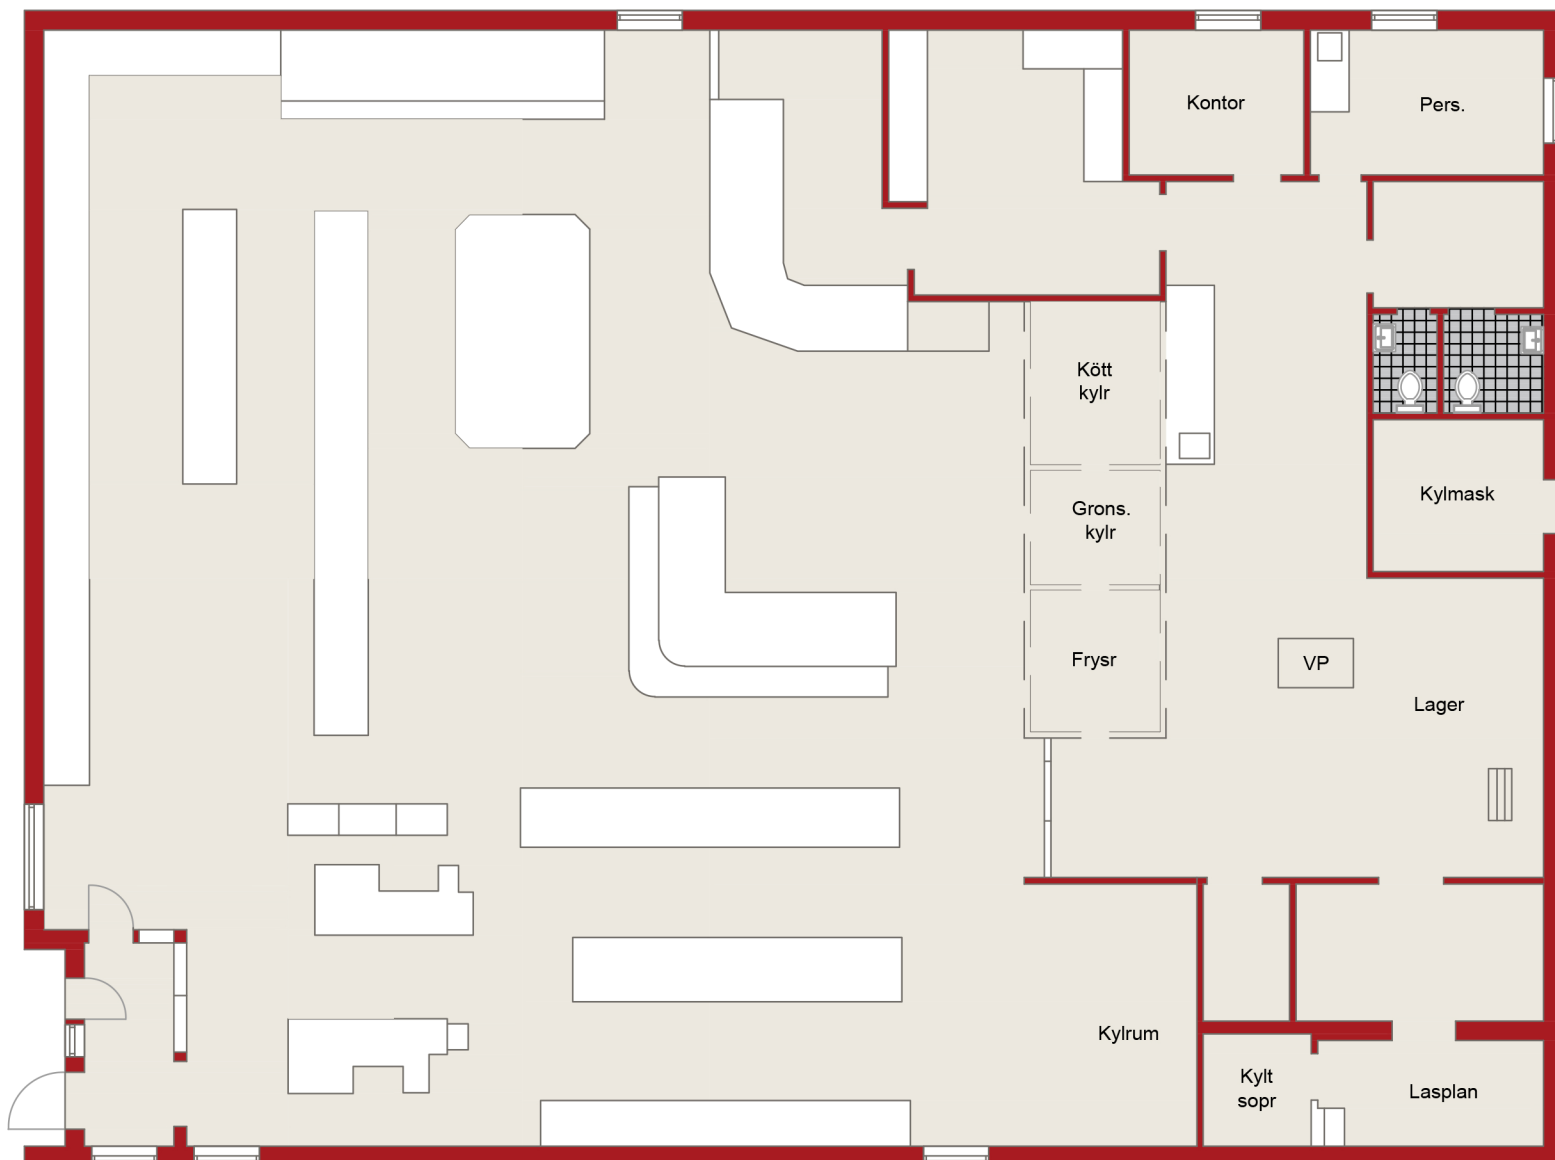 Kontor
Pers.
Kött
kylr
Grons.
kylr
Kylmask
Frysr
VP
Lager
Kylrum
Kylt
sopr
Lasplan